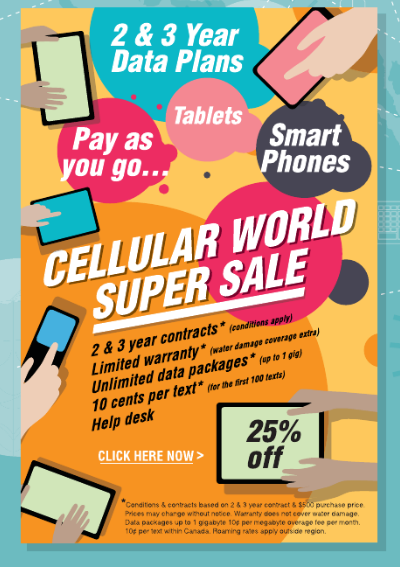 2 & 3 Year
Data Plans
Tablets
Pay as
you go...
Smart
Phones
CELLULAR WORLD
SUPER SALE
2 & 3 year contracts* (conditions apply)
Limited warranty* (water damage coverage extra)
Unlimited data packages* (up to 1 gig)
10 cents per text* (for the first 100 texts)
Help desk
25%
off
CLICK HERE NOW >
*Conditions & contracts based on 2 & 3 year contract & $500 purchase price.
Prices may change without notice. Warranty does not cover water damage.
Data packages up to 1 gigabyte 10¢ per megabyte overage fee per month.
10¢ per text within Canada. Roaming rates apply outside region.